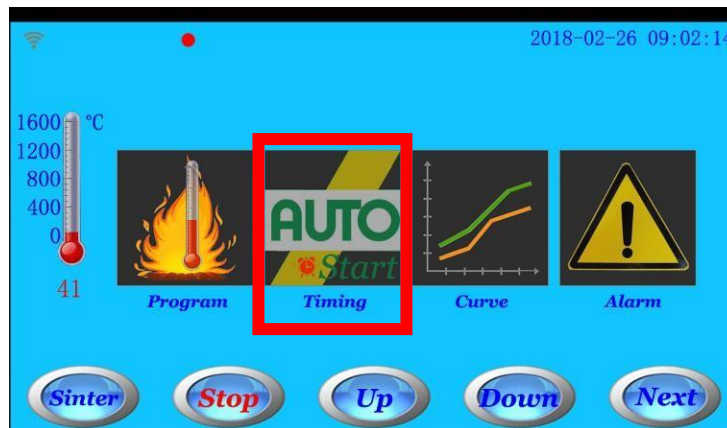 2018-02-26 09:02:14
1600 ℃
1200
800
400
0
41
AUTO
Start
Program
Timing
Curve
Alarm
Sinter
Stop
Up
Down
Next